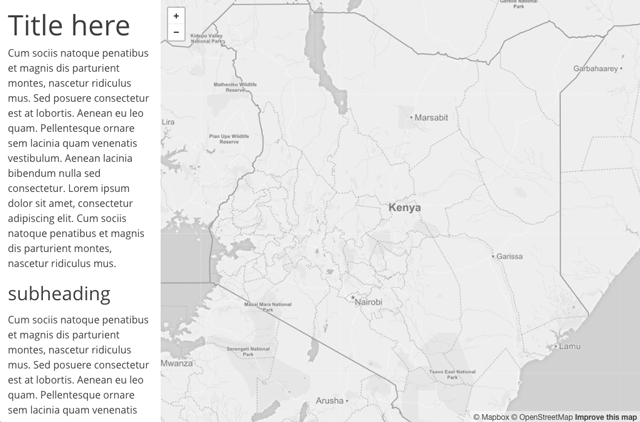 Title here
Cum sociis natoque penatibus
et magnis dis parturient
montes, nascetur ridiculus
mus. Sed posuere consectetur
est at lobortis. Aenean eu leo
quam. Pellentesque ornare
sem lacinia quam venenatis
vestibulum. Aenean lacinia
bibendum nulla sed
consectetur. Lorem ipsum
dolor sit amet, consectetur
adipiscing elit. Cum sociis
natoque penatibus et magnis
dis parturient montes,
nascetur ridiculus mus.
subheading
Cum sociis natoque penatibus
et magnis dis parturient
montes, nascetur ridiculus
mus. Sed posuere consectetur
est at lobortis. Aenean eu leo
quam. Pellentesque ornare
sem lacinia quam venenatis
+
−
National
Park
Kidepo Valley
National Park
Garbahaarey
Matheniko Wildlife
Reserve
Marsabit
Lira
Pian Upe Wildlife
Reserve
Kenya
Garissa
Masai Mara National
Park
Nairobi
Serengeti National
Park
Lamu
Mwanza
Tsavo East National
Park
Arusha
© Mapbox © OpenStreetMap Improve this map